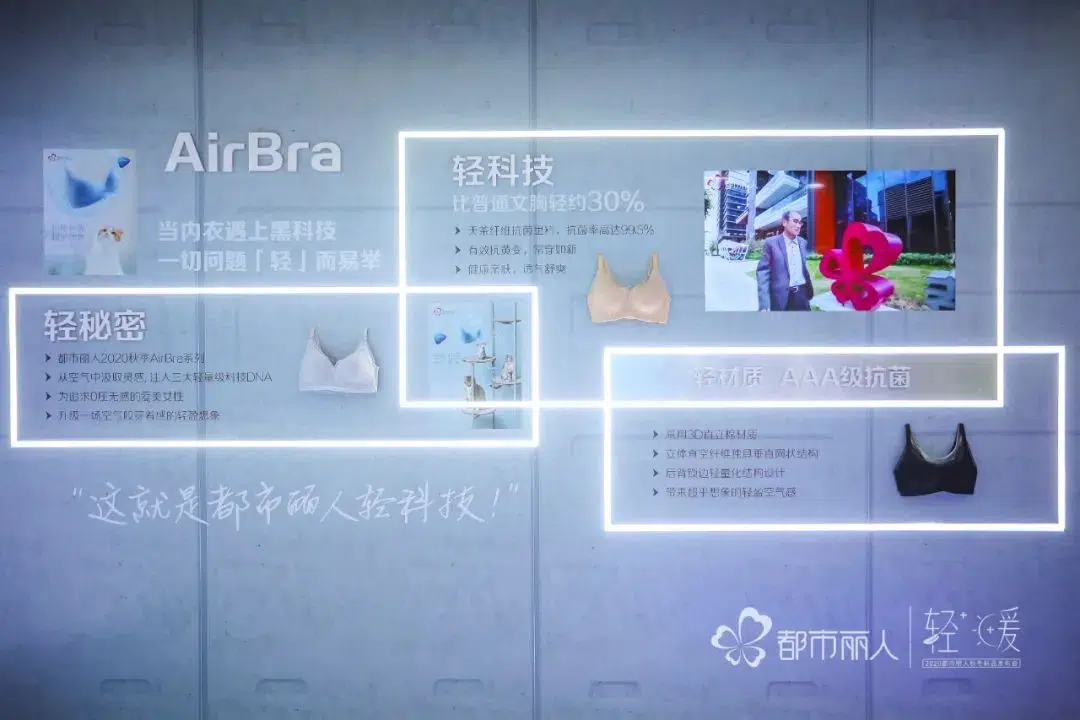 AirBra
当内衣遇上黑科技
一切问题「轻」而易举
轻科技
比普通文胸轻约30%
天茶纤维抗菌里料，抗菌率高达99.5%
有效抗黄变，常穿如新
健康亲肤，透气舒爽
轻秘密
都市丽人2020秋季AirBra系列
从空气中汲取灵感，注入三大轻量级科技DNA
为追求0压无感的爱美女性
升级一场空气般穿着感的轻盈想象
轻材质 AAA级抗菌
采用3D直立棉材质
立体真空纤维独具垂直网状结构
后背锁边轻量化结构设计
带来超乎想象的轻盈空气感
“这就是都市丽人轻科技！”
都市丽人
轻+暖
2020都市丽人秋冬新品发布会